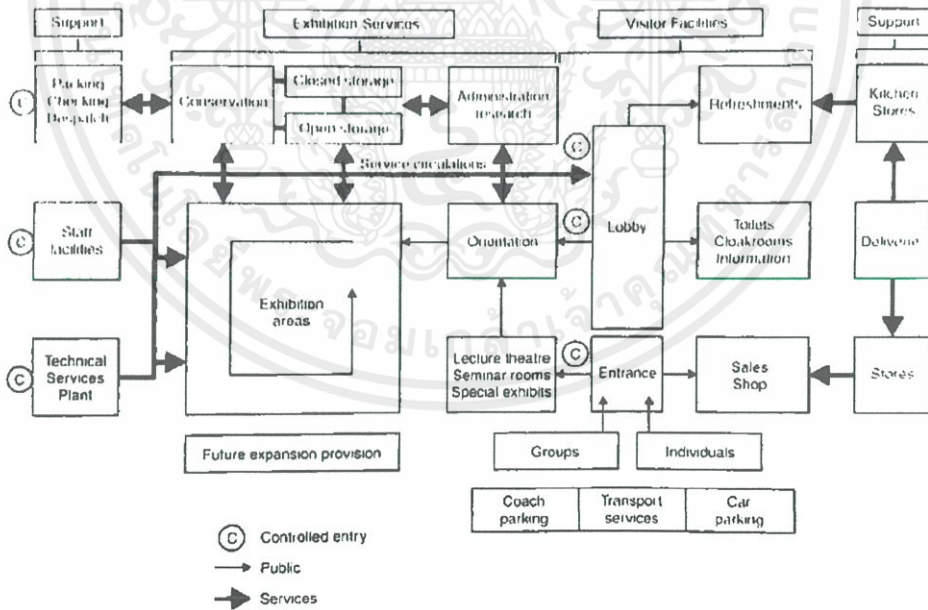 Support
Exhibition Services
Visitor Facilities
Support
C
Packing
Checking
Despatch
Conservation
Closed storage
Open storage
Administration
research
Refreshments
Kitchen
Stores
C
Service circulations
C
Staff
facilities
Exhibition
areas
Orientation
C
Lobby
Toilets
Cloakrooms
Information
Deliverie
C
Technical
Services
Plant
Lecture theatre
Seminar rooms
Special exhibits
C
Entrance
Sales
Shop
Stores
Future expansion provision
Groups
Individuals
Coach
parking
Transport
services
Car
parking
C Controlled entry
Public
Services